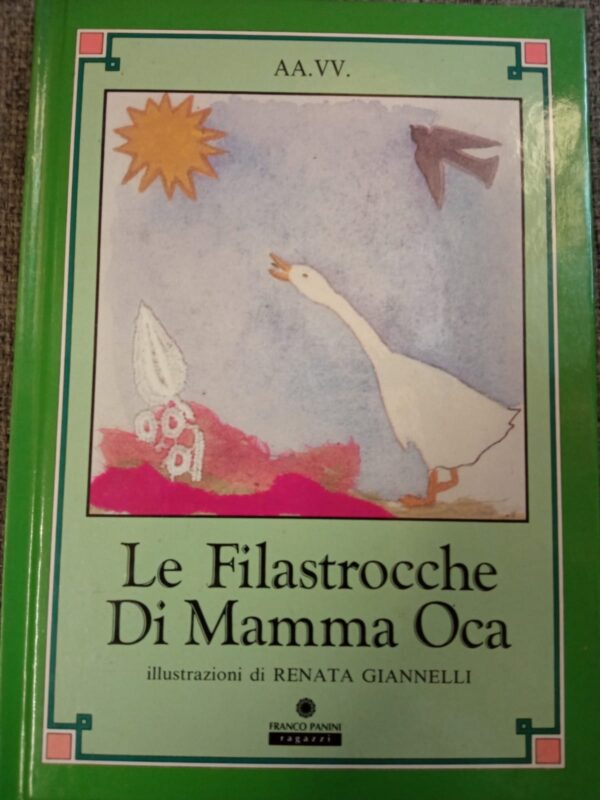 AA.VV.
Le Filastrocche
Di Mamma Oca
illustrazioni di RENATA GIANNELLI
FRANCO PANINI
ragazzi